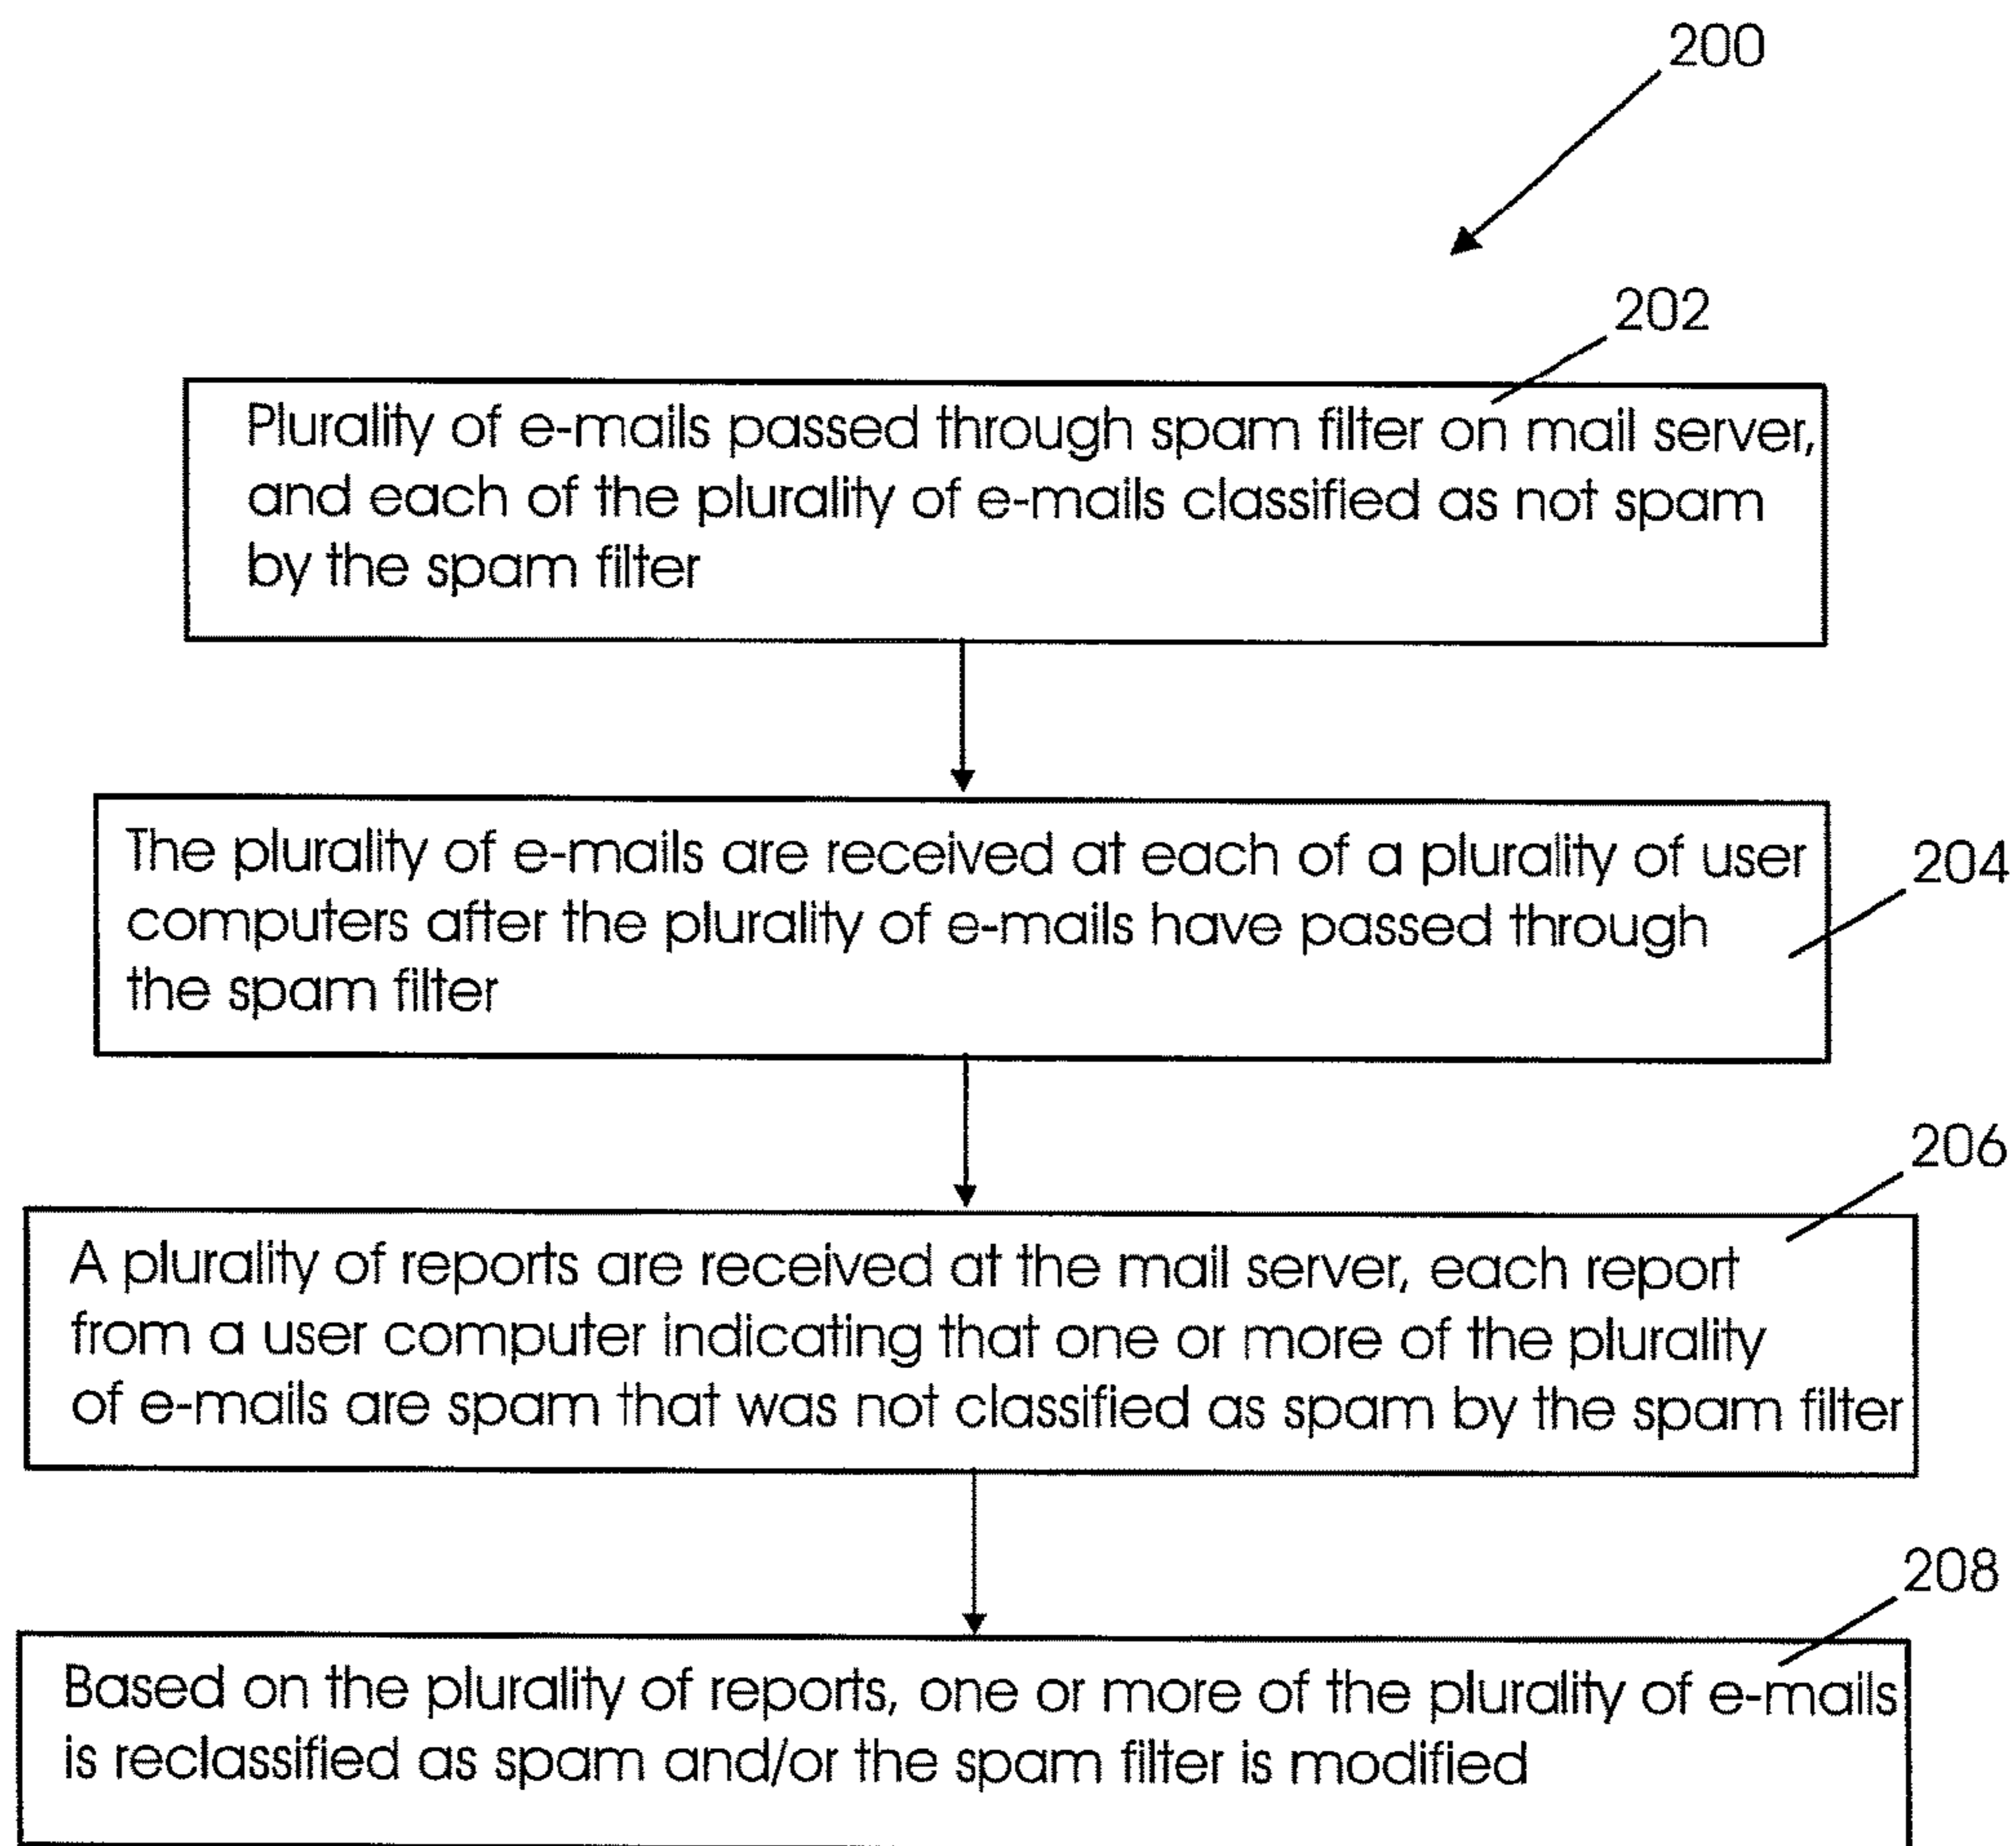 200
202
Plurality of e-mails passed through spam filter on mail server,
and each of the plurality of e-mails classified as not spam
by the spam filter
The plurality of e-mails are received at each of a plurality of user
computers after the plurality of e-mails have passed through
the spam filter
204
206
A plurality of reports are received at the mail server, each report
from a user computer indicating that one or more of the plurality
of e-mails are spam that was not classified as spam by the spam filter
208
Based on the plurality of reports, one or more of the plurality of e-mails
is reclassified as spam and/or the spam filter is modified